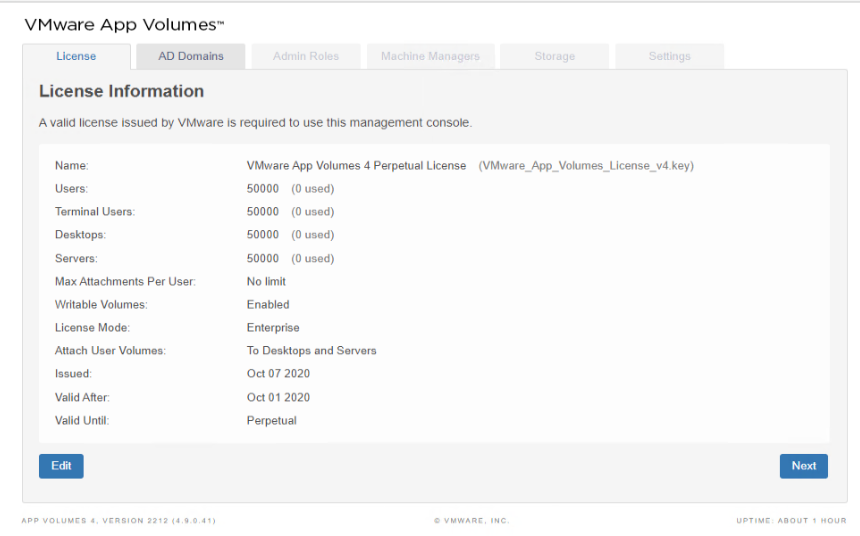 VMware App Volumes™
License AD Domains Admin Roles Machine Managers Storage Settings
License Information
A valid license issued by VMware is required to use this management console.
Name: VMware App Volumes 4 Perpetual License (VMware_App_Volumes_License_v4.key)
Users: 50000 (0 used)
Terminal Users: 50000 (0 used)
Desktops: 50000 (0 used)
Servers: 50000 (0 used)
Max Attachments Per User: No limit
Writable Volumes: Enabled
License Mode: Enterprise
Attach User Volumes: To Desktops and Servers
Issued: Oct 07 2020
Valid After: Oct 01 2020
Valid Until: Perpetual
Edit Next
APP VOLUMES 4, VERSION 2212 (4.9.0.41) © VMWARE, INC. UPTIME: ABOUT 1 HOUR